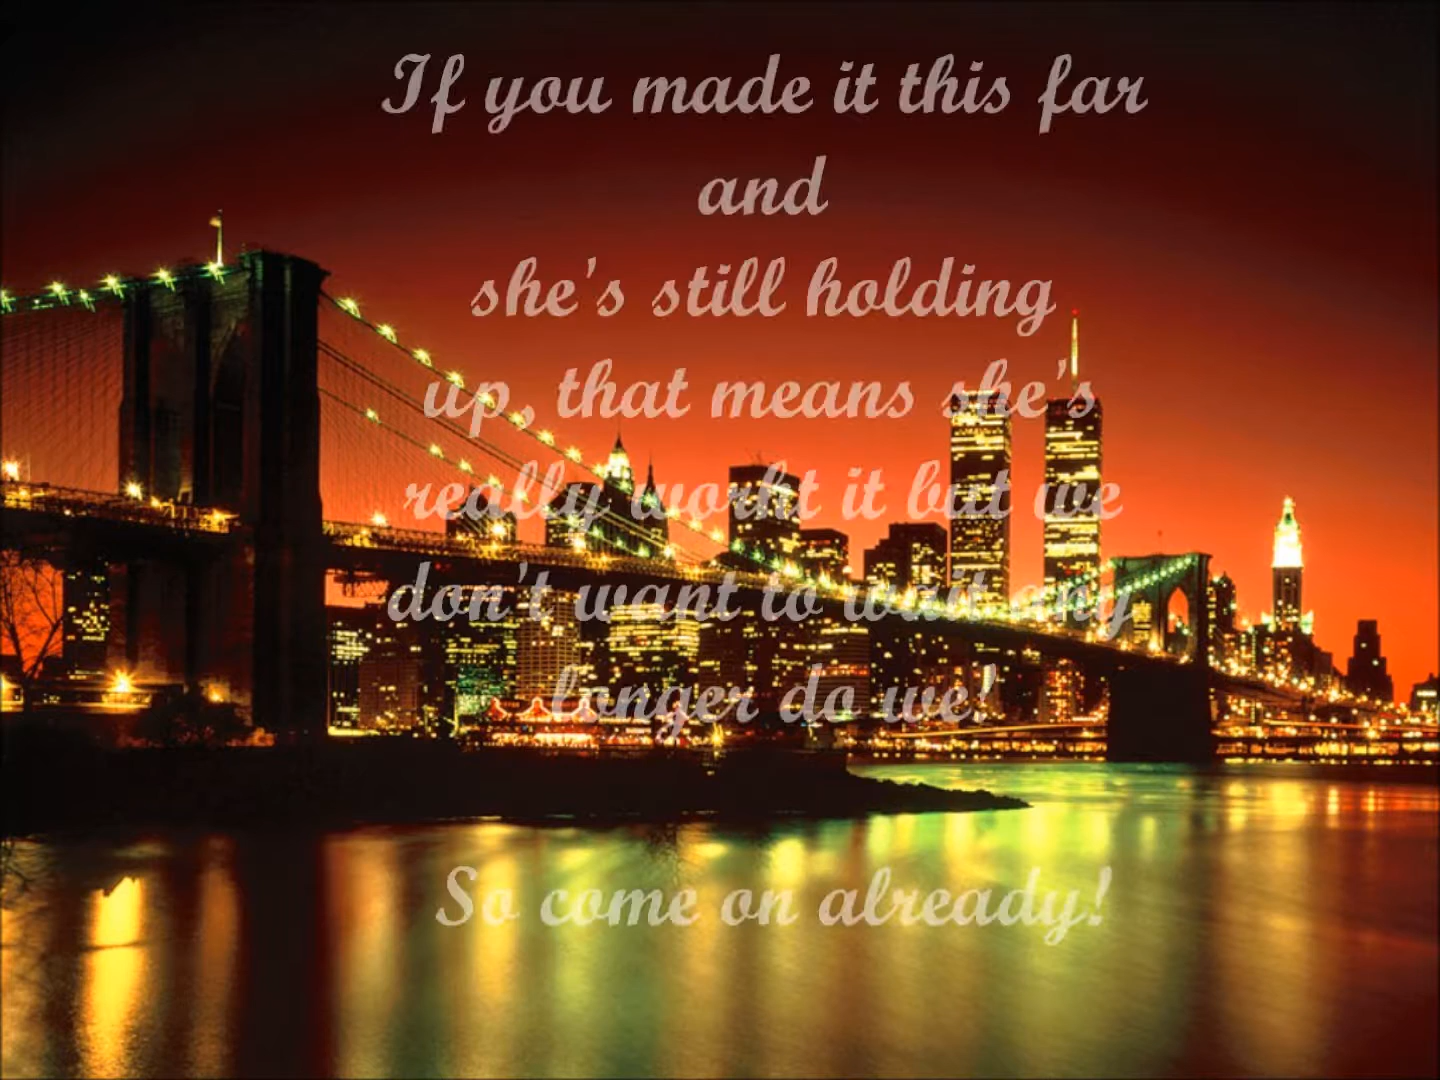 If you made it this far
and
she's still holding
up, that means she's
really worht it but we
don't want to wait any
longer do we!
So come on already!